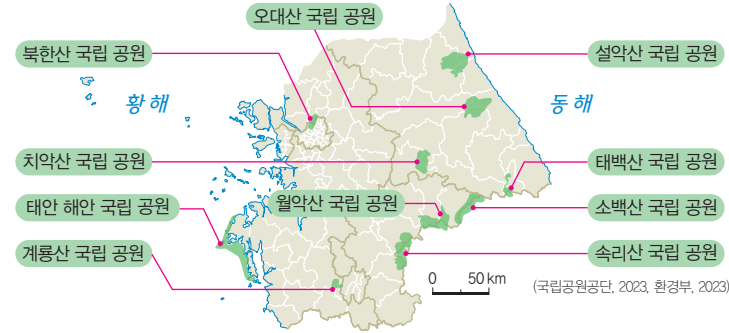 오대산 국립 공원
북한산 국립 공원
설악산 국립 공원
황해
동해
치악산 국립 공원
태백산 국립 공원
태안 해안 국립 공원
월악산 국립 공원
소백산 국립 공원
계룡산 국립 공원
속리산 국립 공원
0 50 km
(국립공원공단, 2023, 환경부, 2023)